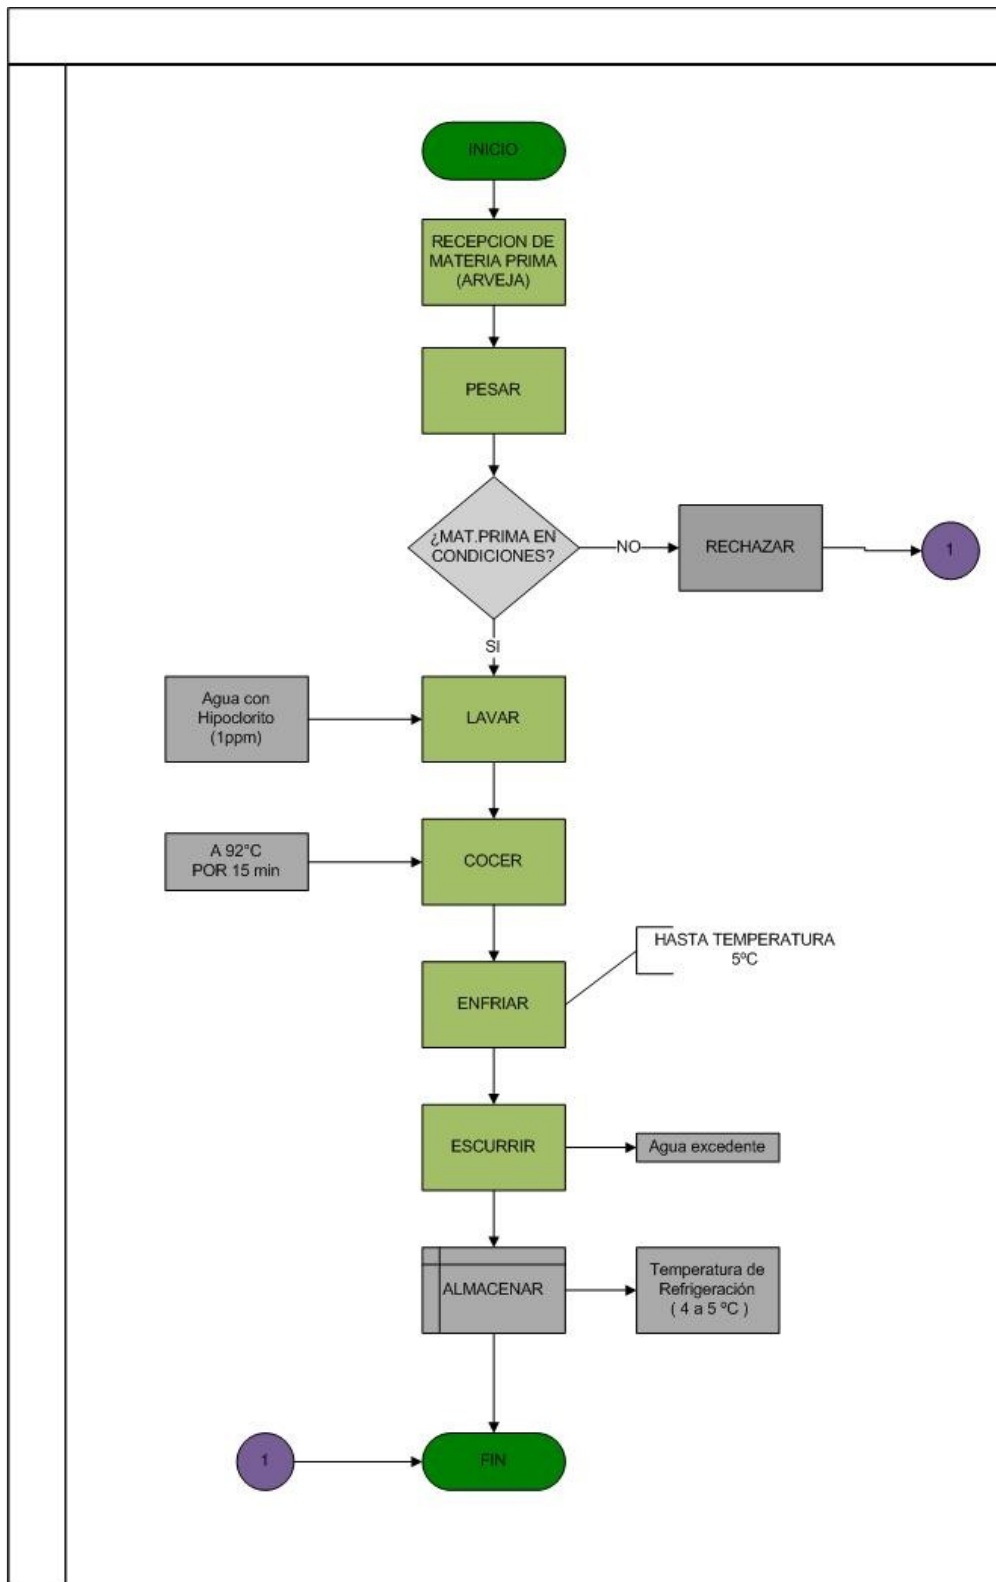 INICIO
RECEPCION DE
MATERIA PRIMA
(ARVEJA)
PESAR
¿MAT.PRIMA EN
CONDICIONES?
NO
RECHAZAR
1
SI
Agua con
Hipoclorito
(1ppm)
LAVAR
A 92°C
POR 15 min
COCER
HASTA TEMPERATURA
5ºC
ENFRIAR
ESCURRIR
Agua excedente
ALMACENAR
Temperatura de
Refrigeración
( 4 a 5 ºC )
1
FIN